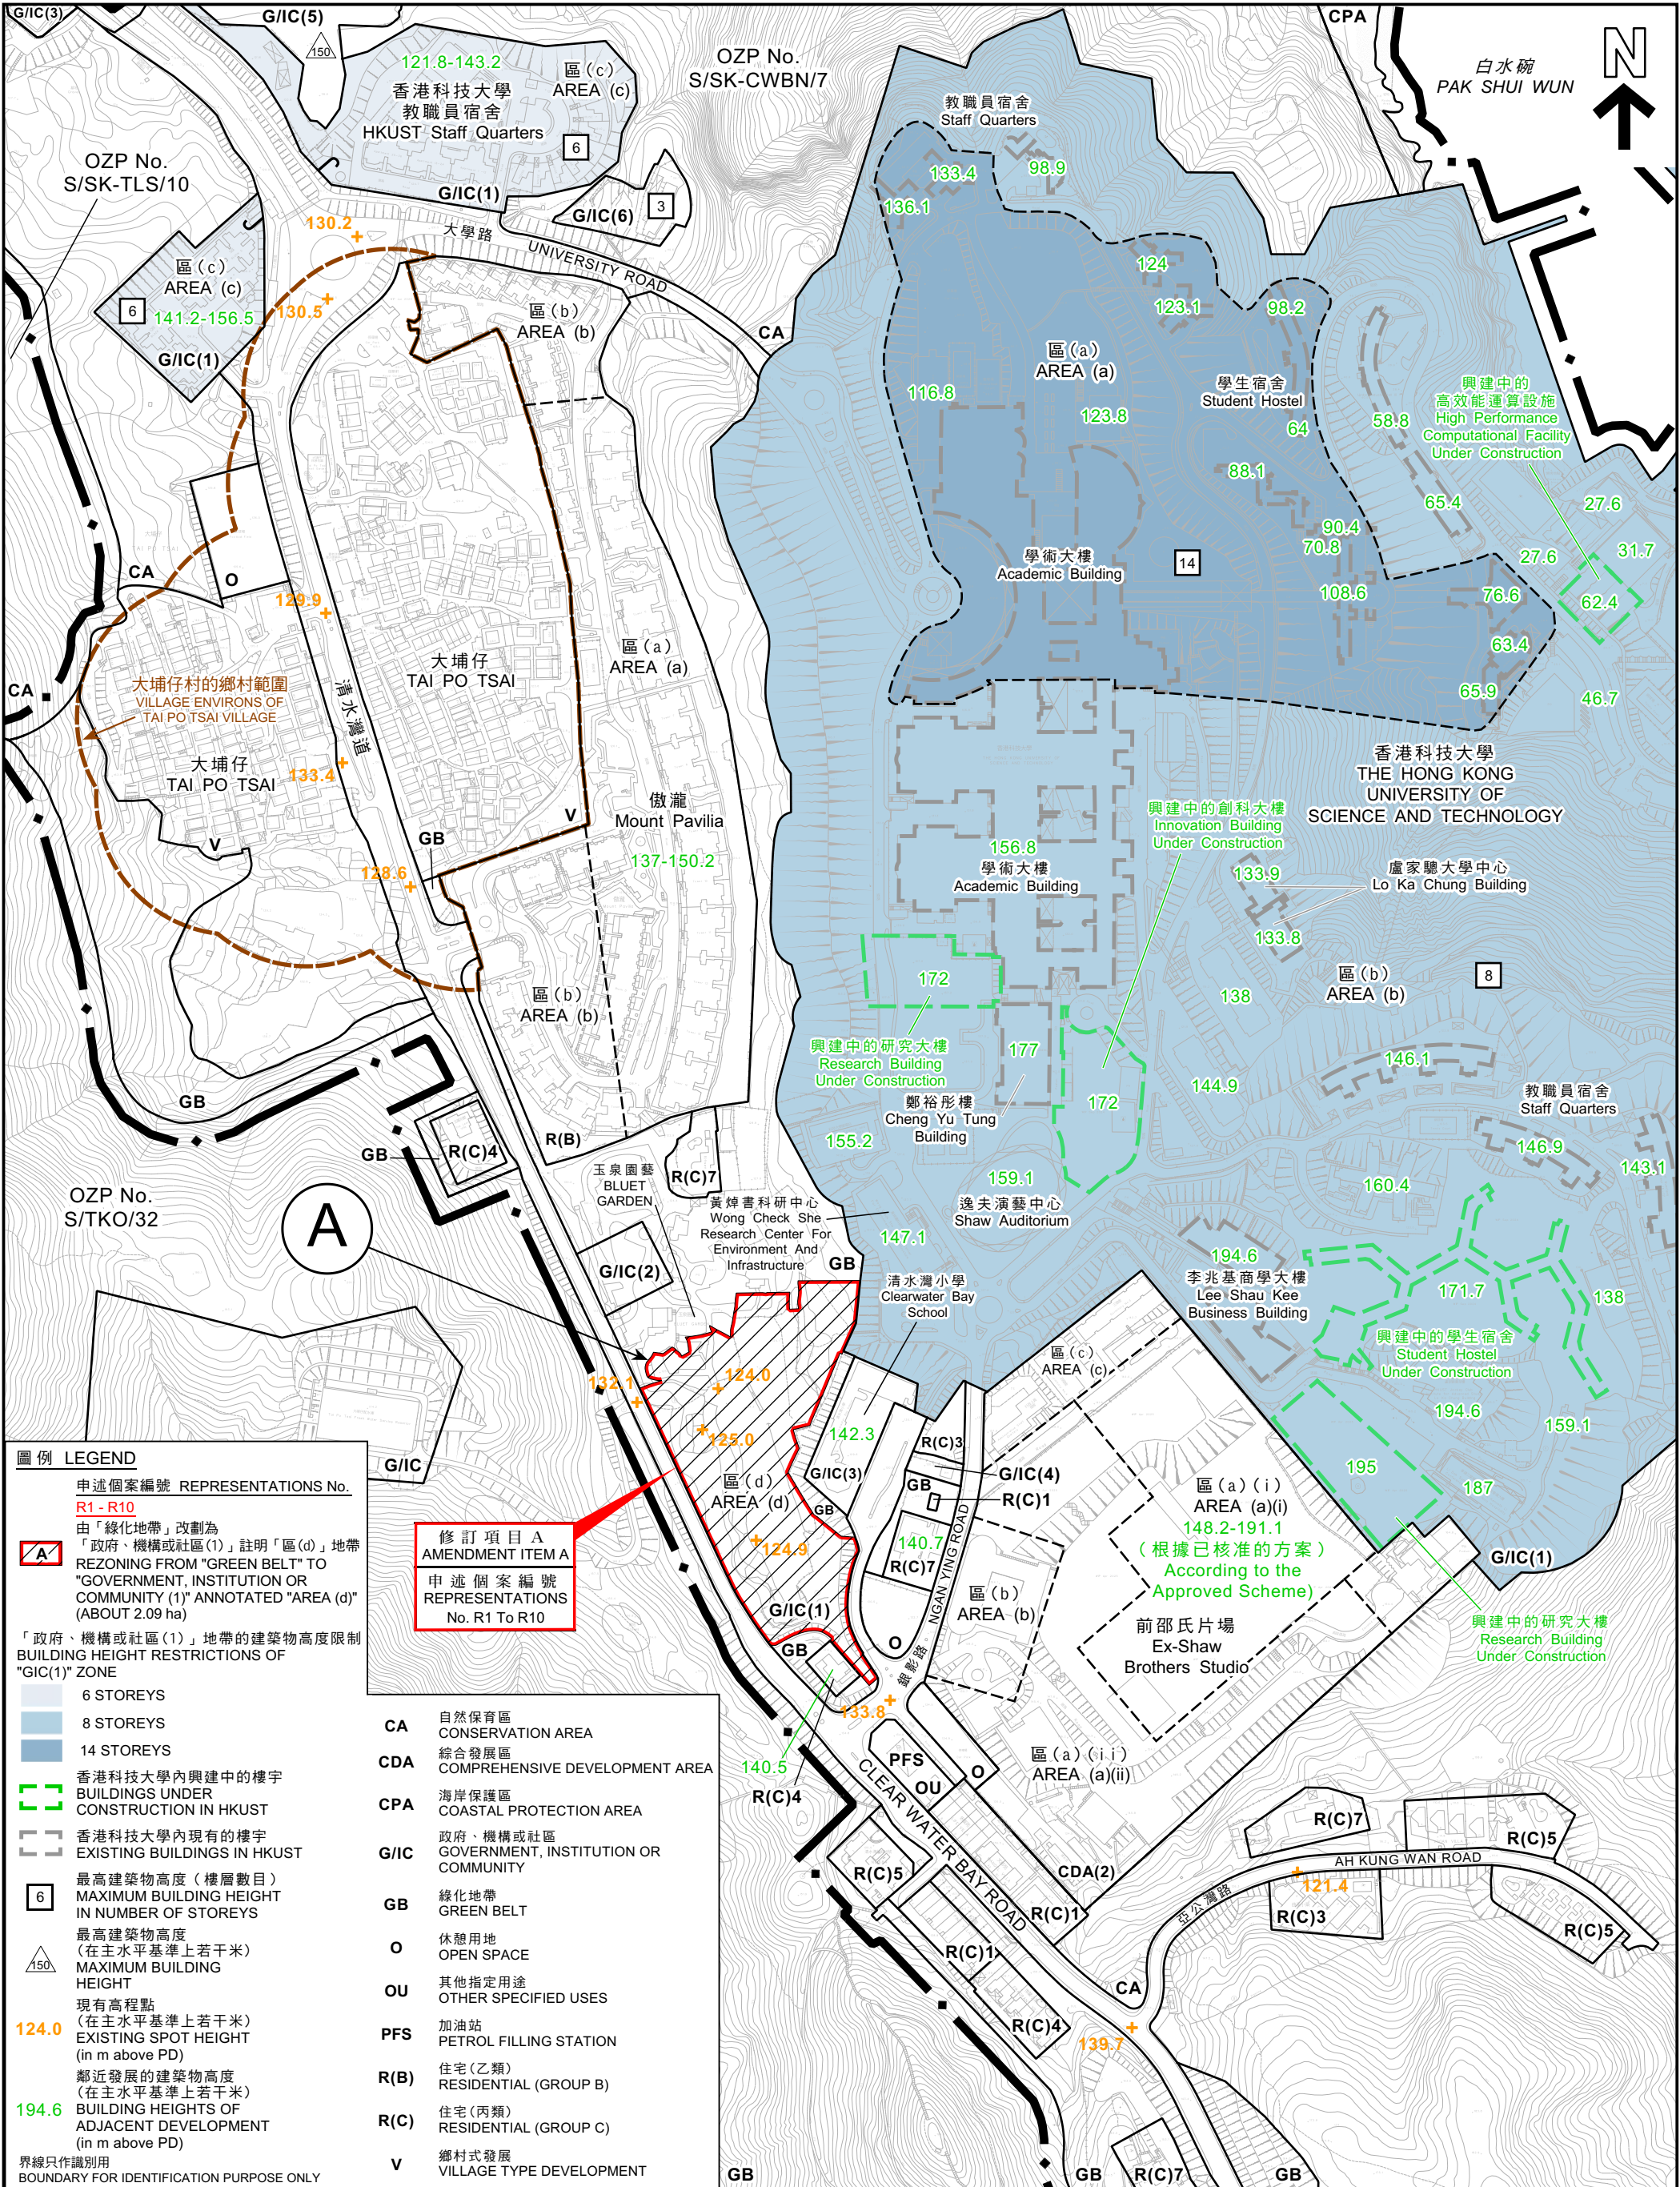 G/IC(3)
G/IC(5)
150
121.8-143.2
香港科技大學
教職員宿舍
HKUST Staff Quarters
區(c)
AREA (c)
6
G/IC(1)
OZP No.
S/SK-CWBN/7
CPA
白水碗
PAK SHUI WUN
N
OZP No.
S/SK-TLS/10
教職員宿舍
Staff Quarters
133.4
98.9
136.1
G/IC(6)
3
130.2
大學路
UNIVERSITY ROAD
區(c)
AREA (c)
6
141.2-156.5
G/IC(1)
130.5
區(b)
AREA (b)
CA
124
123.1
98.2
區(a)
AREA (a)
116.8
123.8
學生宿舍
Student Hostel
64
58.8
興建中的
高效能運算設施
High Performance
Computational Facility
Under Construction
88.1
65.4
27.6
90.4
70.8
31.7
27.6
學術大樓
Academic Building
14
108.6
76.6
62.4
63.4
65.9
46.7
CA
O
129.9
大埔仔
TAI PO TSAI
區(a)
AREA (a)
CA
大埔仔村的鄉村範圍
VILLAGE ENVIRONS OF
TAI PO TSAI VILLAGE
清水灣道
大埔仔
TAI PO TSAI
133.4
V
V
傲瀧
Mount Pavilia
137-150.2
GB
128.6
香港科技大學
THE HONG KONG
UNIVERSITY OF
SCIENCE AND TECHNOLOGY
興建中的創科大樓
Innovation Building
Under Construction
156.8
學術大樓
Academic Building
133.9
盧家驄大學中心
Lo Ka Chung Building
133.8
172
區(b)
AREA (b)
8
138
區(b)
AREA (b)
興建中的研究大樓
Research Building
Under Construction
177
146.1
172
144.9
鄭裕彤樓
Cheng Yu Tung
Building
教職員宿舍
Staff Quarters
146.9
143.1
155.2
159.1
160.4
逸夫演藝中心
Shaw Auditorium
GB
R(B)
GB
R(C)4
玉泉園藝
BLUET
GARDEN
R(C)7
OZP No.
S/TKO/32
A
黃焯書科研中心
Wong Check She
Research Center For
Environment And
Infrastructure
147.1
GB
G/IC(2)
清水灣小學
Clearwater Bay
School
194.6
李兆基商學大樓
Lee Shau Kee
Business Building
171.7
138
興建中的學生宿舍
Student Hostel
Under Construction
區(c)
AREA (c)
132.1
124.0
125.0
142.3
R(C)3
194.6
159.1
G/IC
G/IC(3)
G/IC(4)
GB
R(C)1
195
187
區(d)
AREA (d)
GB
區(a)(i)
AREA (a)(i)
148.2-191.1
(根據已核准的方案)
According to the
Approved Scheme)
124.9
140.7
R(C)7
NGAN YING ROAD
銀影路
G/IC(1)
區(b)
AREA (b)
前邵氏片場
Ex-Shaw
Brothers Studio
興建中的研究大樓
Research Building
Under Construction
G/IC(1)
O
GB
133.8
140.5
R(C)4
PFS
OU
O
區(a)(ii)
AREA (a)(ii)
CLEAR WATER BAY ROAD
R(C)5
CDA(2)
R(C)1
R(C)7
R(C)5
AH KUNG WAN ROAD
亞公灣路
121.4
R(C)3
R(C)5
R(C)1
CA
R(C)4
139.7
GB
GB
R(C)7
GB
修訂項目 A
AMENDMENT ITEM A
申述個案編號
REPRESENTATIONS
No. R1 To R10
圖例 LEGEND
申述個案編號 REPRESENTATIONS No.
R1 - R10
A
由「綠化地帶」改劃為
「政府、機構或社區(1)」註明「區(d)」地帶
REZONING FROM "GREEN BELT" TO
"GOVERNMENT, INSTITUTION OR
COMMUNITY (1)" ANNOTATED "AREA (d)"
(ABOUT 2.09 ha)
「政府、機構或社區(1)」地帶的建築物高度限制
BUILDING HEIGHT RESTRICTIONS OF
"GIC(1)" ZONE
6 STOREYS
8 STOREYS
14 STOREYS
香港科技大學內興建中的樓宇
BUILDINGS UNDER
CONSTRUCTION IN HKUST
香港科技大學內現有的樓宇
EXISTING BUILDINGS IN HKUST
6
最高建築物高度(樓層數目)
MAXIMUM BUILDING HEIGHT
IN NUMBER OF STOREYS
150
最高建築物高度
(在主水平基準上若干米)
MAXIMUM BUILDING
HEIGHT
124.0
現有高程點
(在主水平基準上若干米)
EXISTING SPOT HEIGHT
(in m above PD)
194.6
鄰近發展的建築物高度
(在主水平基準上若干米)
BUILDING HEIGHTS OF
ADJACENT DEVELOPMENT
(in m above PD)
界線只作識別用
BOUNDARY FOR IDENTIFICATION PURPOSE ONLY
CA
自然保育區
CONSERVATION AREA
CDA
綜合發展區
COMPREHENSIVE DEVELOPMENT AREA
CPA
海岸保護區
COASTAL PROTECTION AREA
G/IC
政府、機構或社區
GOVERNMENT, INSTITUTION OR
COMMUNITY
GB
綠化地帶
GREEN BELT
O
休憩用地
OPEN SPACE
OU
其他指定用途
OTHER SPECIFIED USES
PFS
加油站
PETROL FILLING STATION
R(B)
住宅(乙類)
RESIDENTIAL (GROUP B)
R(C)
住宅(丙類)
RESIDENTIAL (GROUP C)
V
鄉村式發展
VILLAGE TYPE DEVELOPMENT